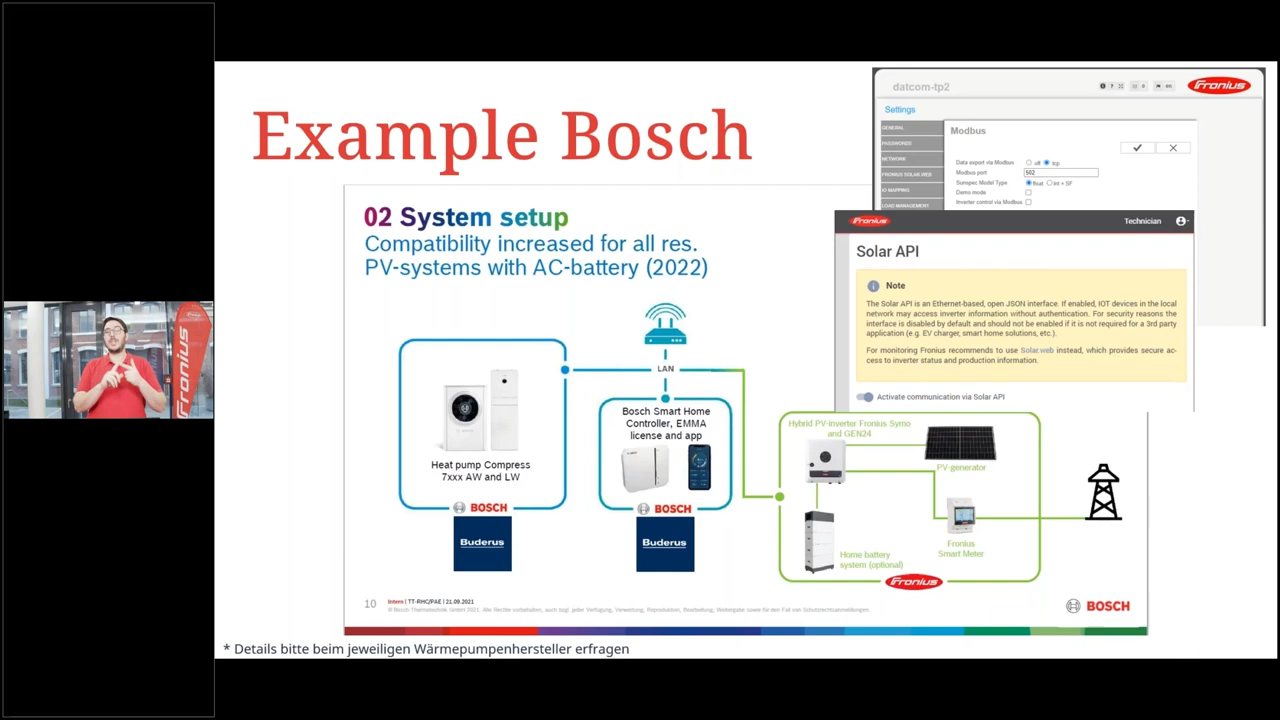 Example Bosch
02 System setup
Compatibility increased for all res.
PV-systems with AC-battery (2022)
LAN
Heat pump Compress
7xxx AW and LW
BOSCH
Buderus
Bosch Smart Home
Controller, EMMA
license and app
BOSCH
Buderus
Hybrid PV-inverter Fronius Symo
and GEN24
PV-generator
Fronius
Smart Meter
Home battery
system (optional)
Fronius
10
Intern | TT-RHC/PAE | 21.09.2021
© Bosch Thermotechnik GmbH 2021. Alle Rechte vorbehalten, auch bzgl. jeder Verfügung, Verwertung, Reproduktion, Bearbeitung, Weitergabe sowie für den Fall von Schutzrechtsanmeldungen
BOSCH
* Details bitte beim jeweiligen Wärmepumpenhersteller erfragen
datcom-tp2
Fronius
Settings
GENERAL
PASSWORDS
NETWORK
FRONIUS SOLAR.WEB
IO MAPPING
LOAD MANAGEMENT
Modbus
Data export via Modbus off tcp
Modbus port 502
Sunspec Model Type float int + SF
Demo mode
Inverter control via Modbus
Fronius
Technician
Solar API
Note
The Solar API is an Ethernet-based, open JSON interface. If enabled, IOT devices in the local
network may access inverter information without authentication. For security reasons the
interface is disabled by default and should not be enabled if it is not required for a 3rd party
application (e.g. EV charger, smart home solutions, etc.).
For monitoring Fronius recommends to use Solar.web instead, which provides secure ac-
cess to inverter status and production information.
Activate communication via Solar API
Fronius